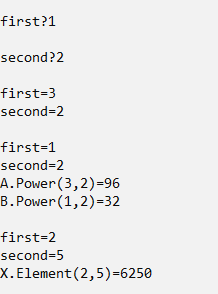 first?1
second?2
first=3
second=2
first=1
second=2
A.Power(3,2)=96
B.Power(1,2)=32
first=2
second=5
X.Element(2,5)=6250